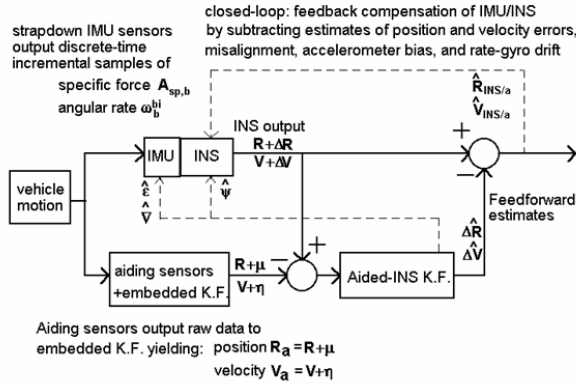 closed-loop: feedback compensation of IMU/INS
by subtracting estimates of position and velocity errors,
misalignment, accelerometer bias, and rate-gyro drift
strapdown IMU sensors
output discrete-time
incremental samples of
specific force A_sp,b
angular rate ω_b^bi
R̂_INS/a
V̂_INS/a
INS output
R+ΔR
V+ΔV
IMU
INS
+
−
vehicle
motion
ε̂
∇̂
ψ̂
Feedforward
estimates
ΔR̂
ΔV̂
aiding sensors
+embedded K.F.
R+μ
V+η
−
+
Aided-INS K.F.
Aiding sensors output raw data to
embedded K.F. yielding: position R_a = R+μ
velocity V_a = V+η